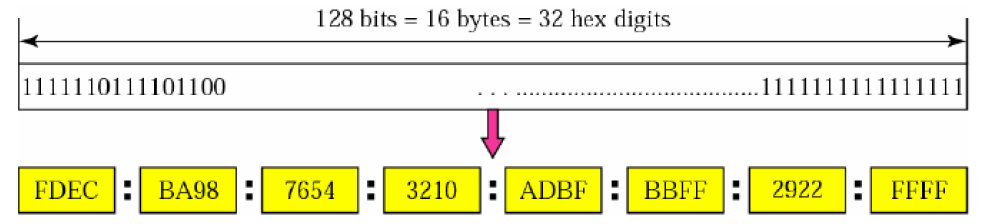 128 bits = 16 bytes = 32 hex digits
1111110111101100 . . . ...................................... 1111111111111111
FDEC : BA98 : 7654 : 3210 : ADBF : BBFF : 2922 : FFFF